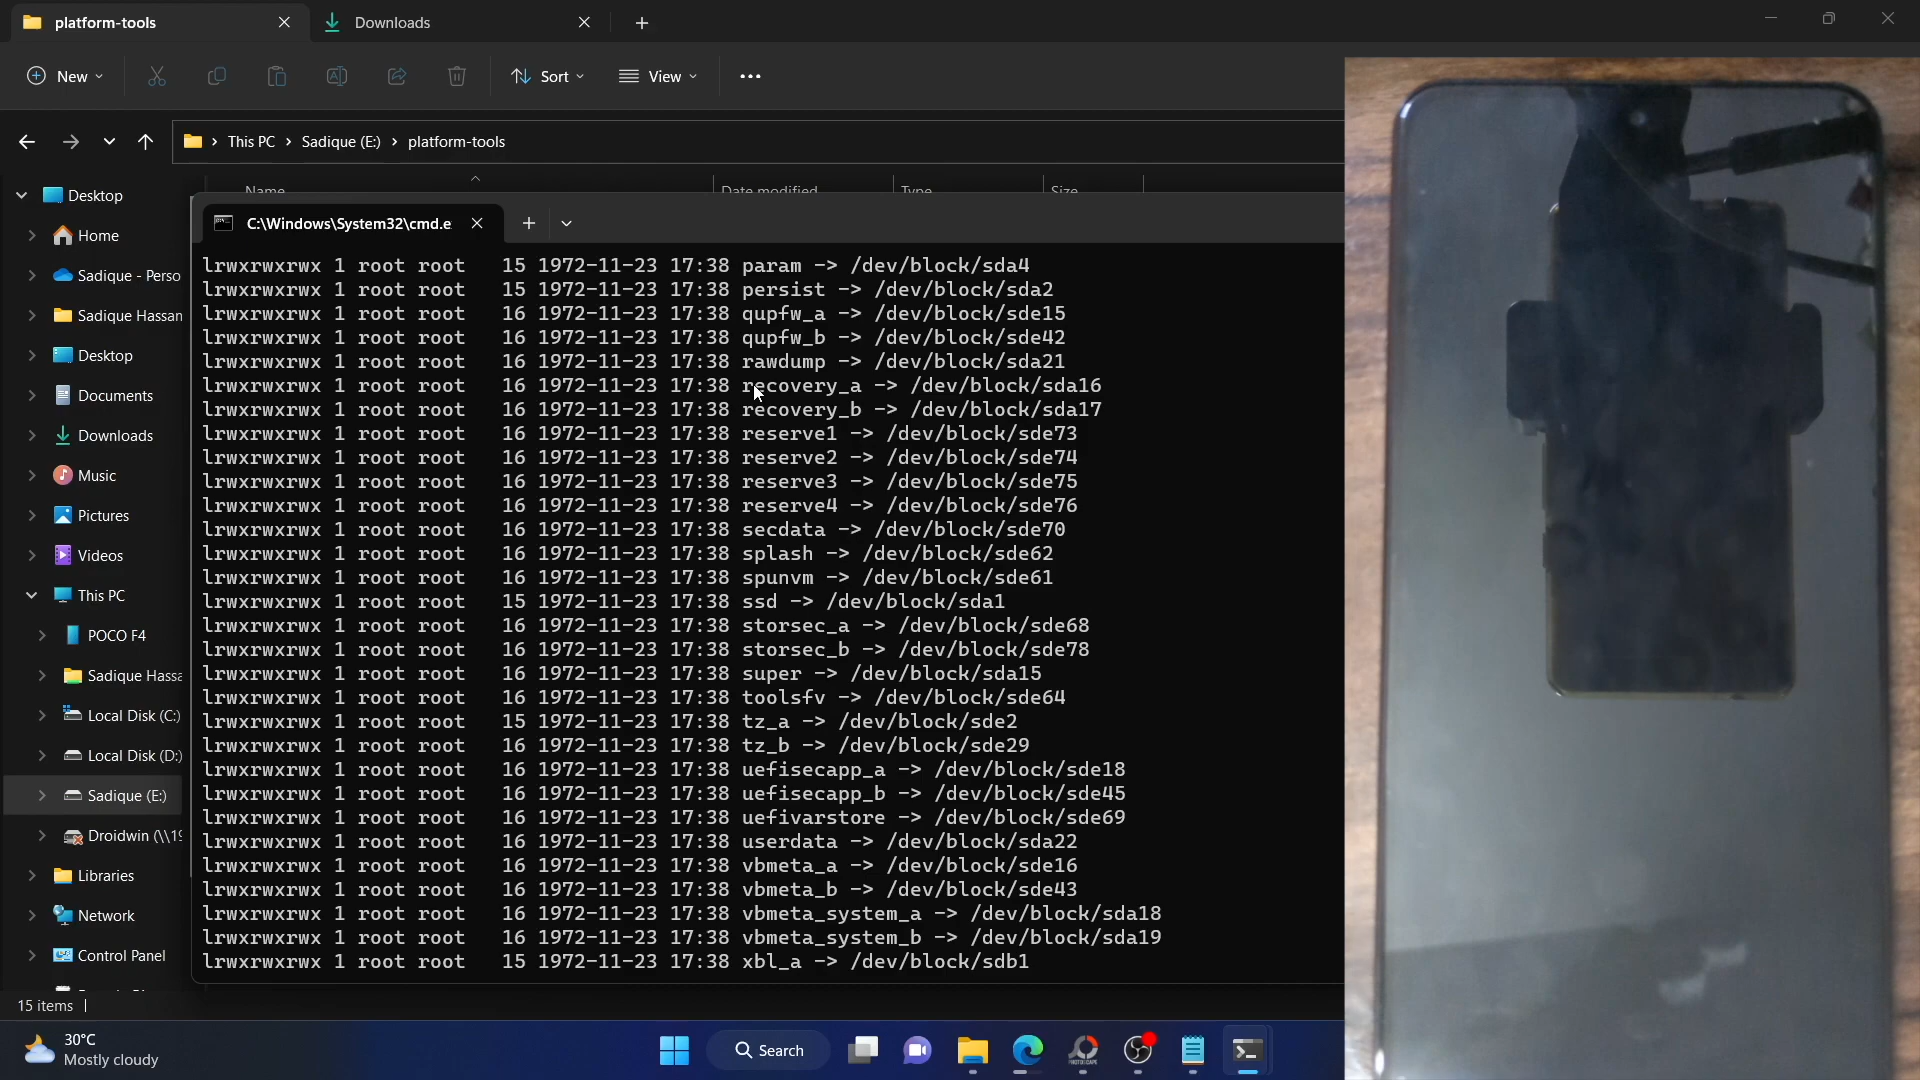 platform-tools
Downloads
New
Sort
View
This PC > Sadique (E:) > platform-tools
Name Date modified Type Size
Desktop
Home
Sadique - Perso
Sadique Hassan
Desktop
Documents
Downloads
Music
Pictures
Videos
This PC
POCO F4
Sadique Hassa
Local Disk (C:)
Local Disk (D:)
Sadique (E:)
Droidwin (\\19
Libraries
Network
Control Panel
C:\Windows\System32\cmd.e
lrwxrwxrwx 1 root root 15 1972-11-23 17:38 param -> /dev/block/sda4
lrwxrwxrwx 1 root root 15 1972-11-23 17:38 persist -> /dev/block/sda2
lrwxrwxrwx 1 root root 16 1972-11-23 17:38 qupfw_a -> /dev/block/sde15
lrwxrwxrwx 1 root root 16 1972-11-23 17:38 qupfw_b -> /dev/block/sde42
lrwxrwxrwx 1 root root 16 1972-11-23 17:38 rawdump -> /dev/block/sda21
lrwxrwxrwx 1 root root 16 1972-11-23 17:38 recovery_a -> /dev/block/sda16
lrwxrwxrwx 1 root root 16 1972-11-23 17:38 recovery_b -> /dev/block/sda17
lrwxrwxrwx 1 root root 16 1972-11-23 17:38 reserve1 -> /dev/block/sde73
lrwxrwxrwx 1 root root 16 1972-11-23 17:38 reserve2 -> /dev/block/sde74
lrwxrwxrwx 1 root root 16 1972-11-23 17:38 reserve3 -> /dev/block/sde75
lrwxrwxrwx 1 root root 16 1972-11-23 17:38 reserve4 -> /dev/block/sde76
lrwxrwxrwx 1 root root 16 1972-11-23 17:38 secdata -> /dev/block/sde70
lrwxrwxrwx 1 root root 16 1972-11-23 17:38 splash -> /dev/block/sde62
lrwxrwxrwx 1 root root 16 1972-11-23 17:38 spunvm -> /dev/block/sde61
lrwxrwxrwx 1 root root 15 1972-11-23 17:38 ssd -> /dev/block/sda1
lrwxrwxrwx 1 root root 16 1972-11-23 17:38 storsec_a -> /dev/block/sde68
lrwxrwxrwx 1 root root 16 1972-11-23 17:38 storsec_b -> /dev/block/sde78
lrwxrwxrwx 1 root root 16 1972-11-23 17:38 super -> /dev/block/sda15
lrwxrwxrwx 1 root root 16 1972-11-23 17:38 toolsfv -> /dev/block/sde64
lrwxrwxrwx 1 root root 15 1972-11-23 17:38 tz_a -> /dev/block/sde2
lrwxrwxrwx 1 root root 16 1972-11-23 17:38 tz_b -> /dev/block/sde29
lrwxrwxrwx 1 root root 16 1972-11-23 17:38 uefisecapp_a -> /dev/block/sde18
lrwxrwxrwx 1 root root 16 1972-11-23 17:38 uefisecapp_b -> /dev/block/sde45
lrwxrwxrwx 1 root root 16 1972-11-23 17:38 uefivarstore -> /dev/block/sde69
lrwxrwxrwx 1 root root 16 1972-11-23 17:38 userdata -> /dev/block/sda22
lrwxrwxrwx 1 root root 16 1972-11-23 17:38 vbmeta_a -> /dev/block/sde16
lrwxrwxrwx 1 root root 16 1972-11-23 17:38 vbmeta_b -> /dev/block/sde43
lrwxrwxrwx 1 root root 16 1972-11-23 17:38 vbmeta_system_a -> /dev/block/sda18
lrwxrwxrwx 1 root root 16 1972-11-23 17:38 vbmeta_system_b -> /dev/block/sda19
lrwxrwxrwx 1 root root 15 1972-11-23 17:38 xbl_a -> /dev/block/sdb1
15 items
30°C
Mostly cloudy
Search